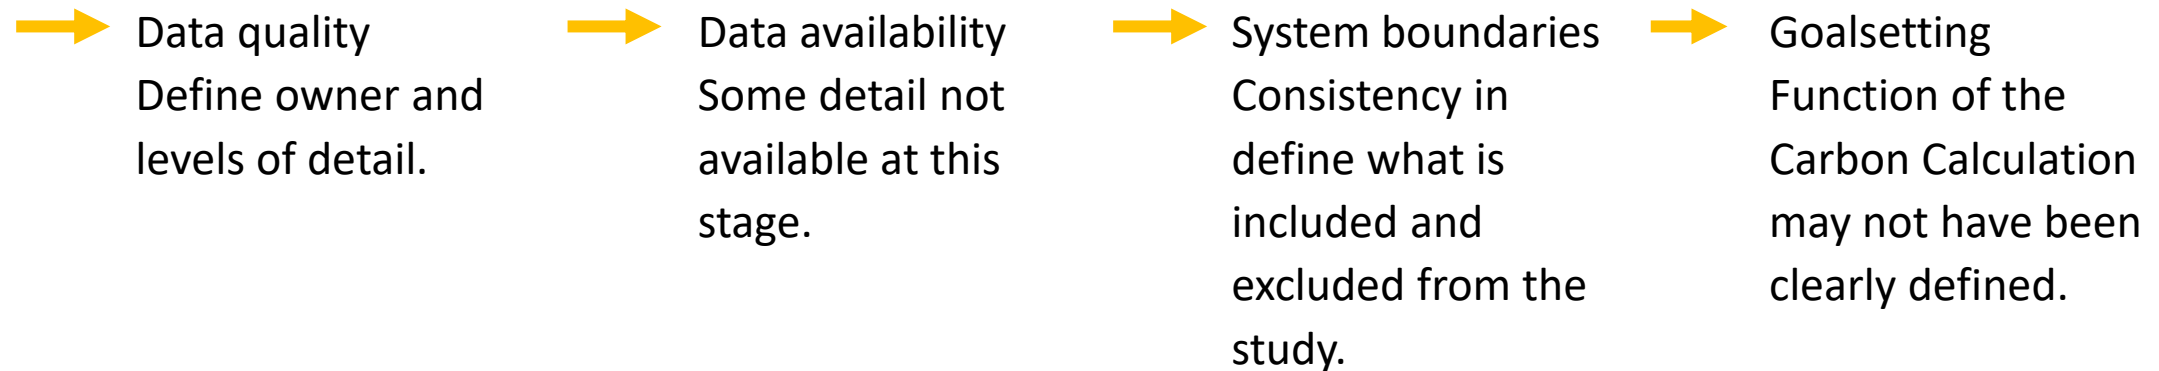 Data quality
Define owner and
levels of detail.
Data availability
Some detail not
available at this
stage.
System boundaries
Consistency in
define what is
included and
excluded from the
study.
Goalsetting
Function of the
Carbon Calculation
may not have been
clearly defined.